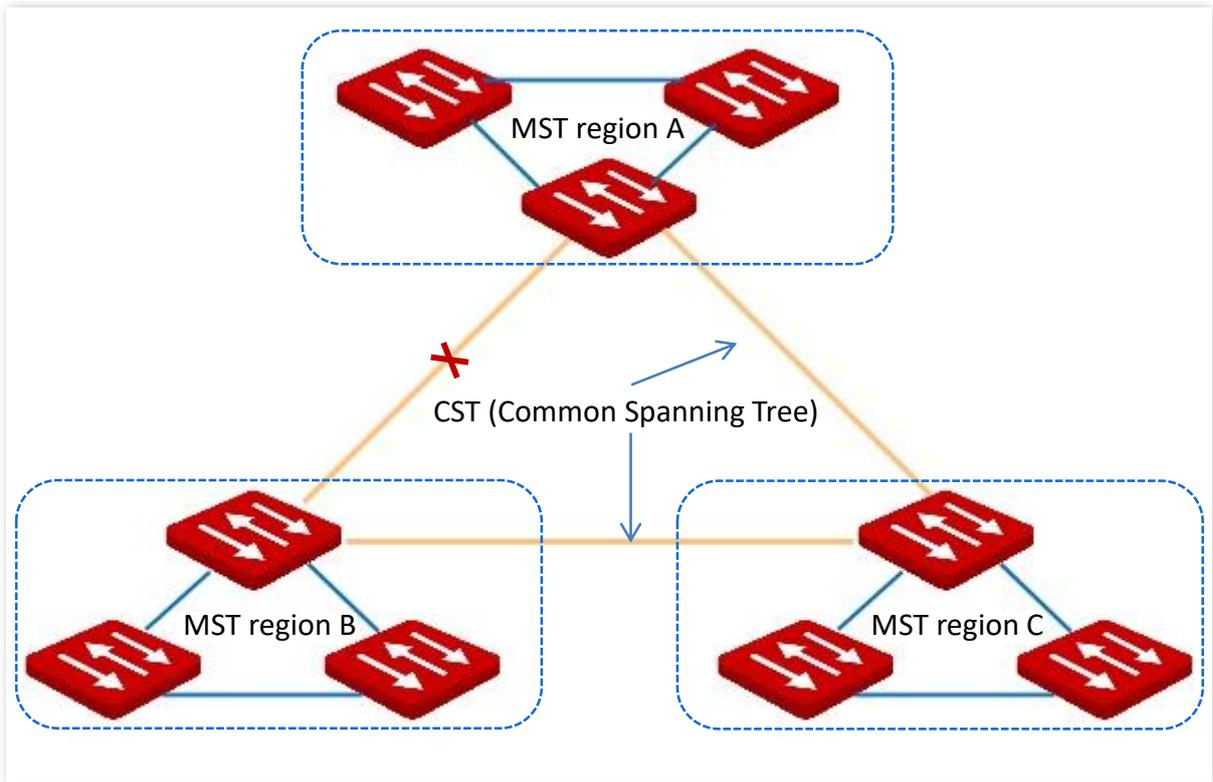 MST region A
CST (Common Spanning Tree)
MST region B
MST region C